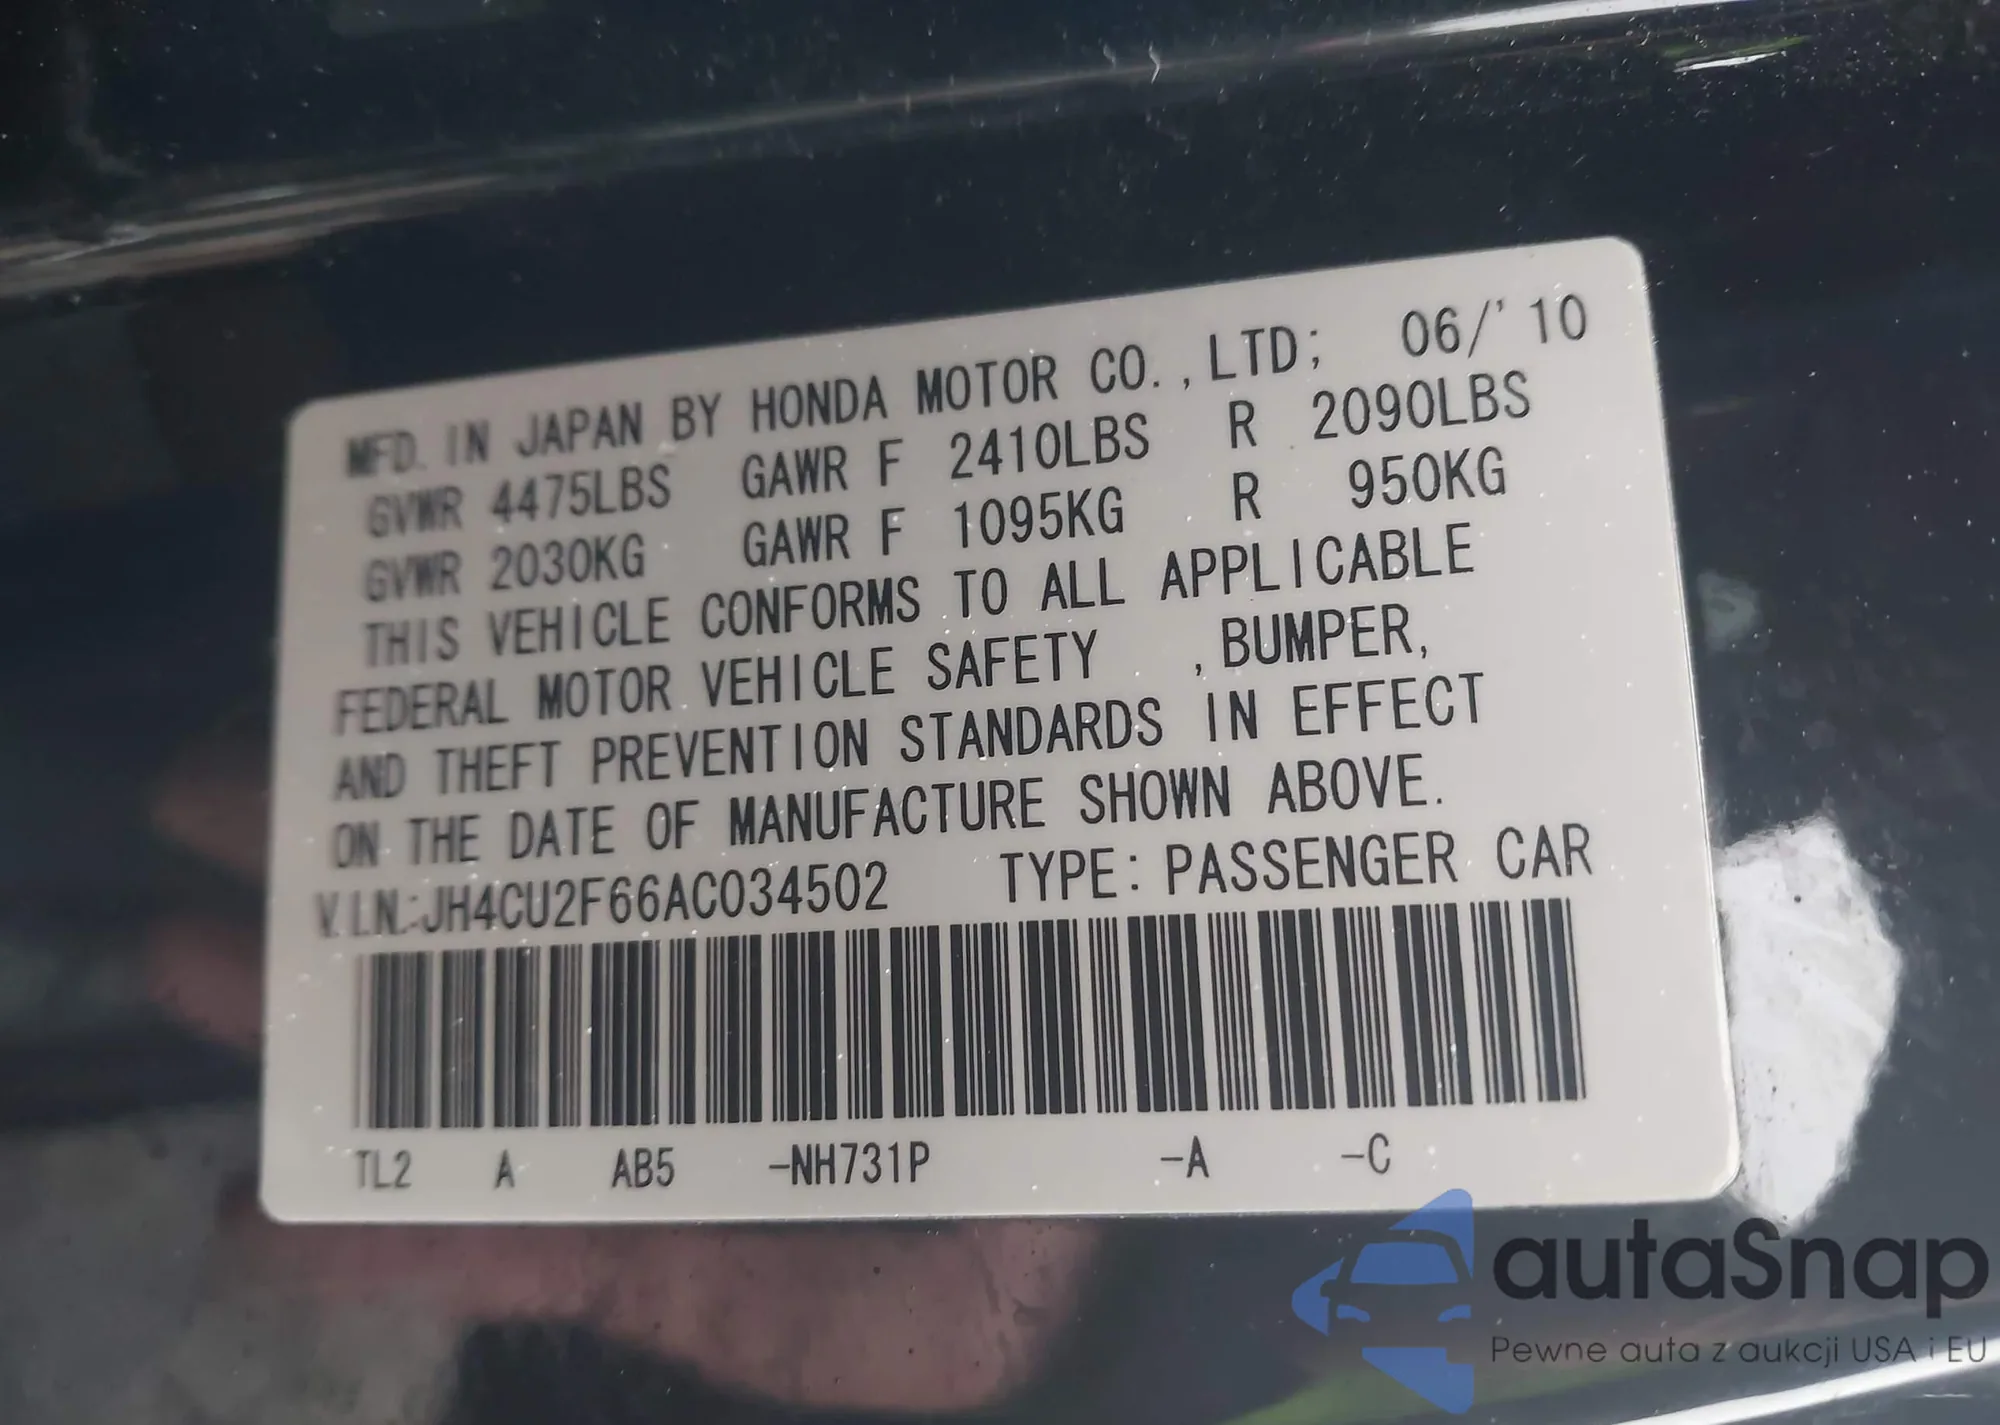 MFD. IN JAPAN BY HONDA MOTOR CO.,LTD; 06/'10
GVWR 4475LBS GAWR F 2410LBS R 2090LBS
GVWR 2030KG GAWR F 1095KG R 950KG
THIS VEHICLE CONFORMS TO ALL APPLICABLE
FEDERAL MOTOR VEHICLE SAFETY ,BUMPER,
AND THEFT PREVENTION STANDARDS IN EFFECT
ON THE DATE OF MANUFACTURE SHOWN ABOVE.
V.I.N.:JH4CU2F66AC034502 TYPE:PASSENGER CAR
TL2 A AB5 -NH731P -A -C
autaSnap
Pewne auta z aukcji USA i EU